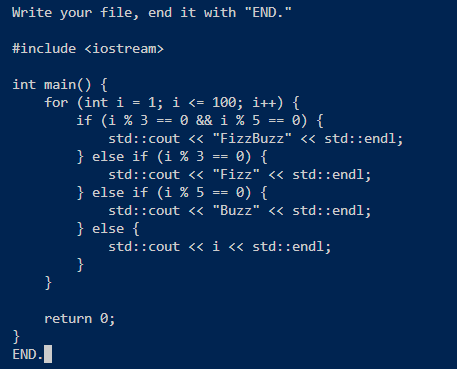 Write your file, end it with "END."

#include <iostream>

int main() {
    for (int i = 1; i <= 100; i++) {
        if (i % 3 == 0 && i % 5 == 0) {
            std::cout << "FizzBuzz" << std::endl;
        } else if (i % 3 == 0) {
            std::cout << "Fizz" << std::endl;
        } else if (i % 5 == 0) {
            std::cout << "Buzz" << std::endl;
        } else {
            std::cout << i << std::endl;
        }
    }

    return 0;
}
END.